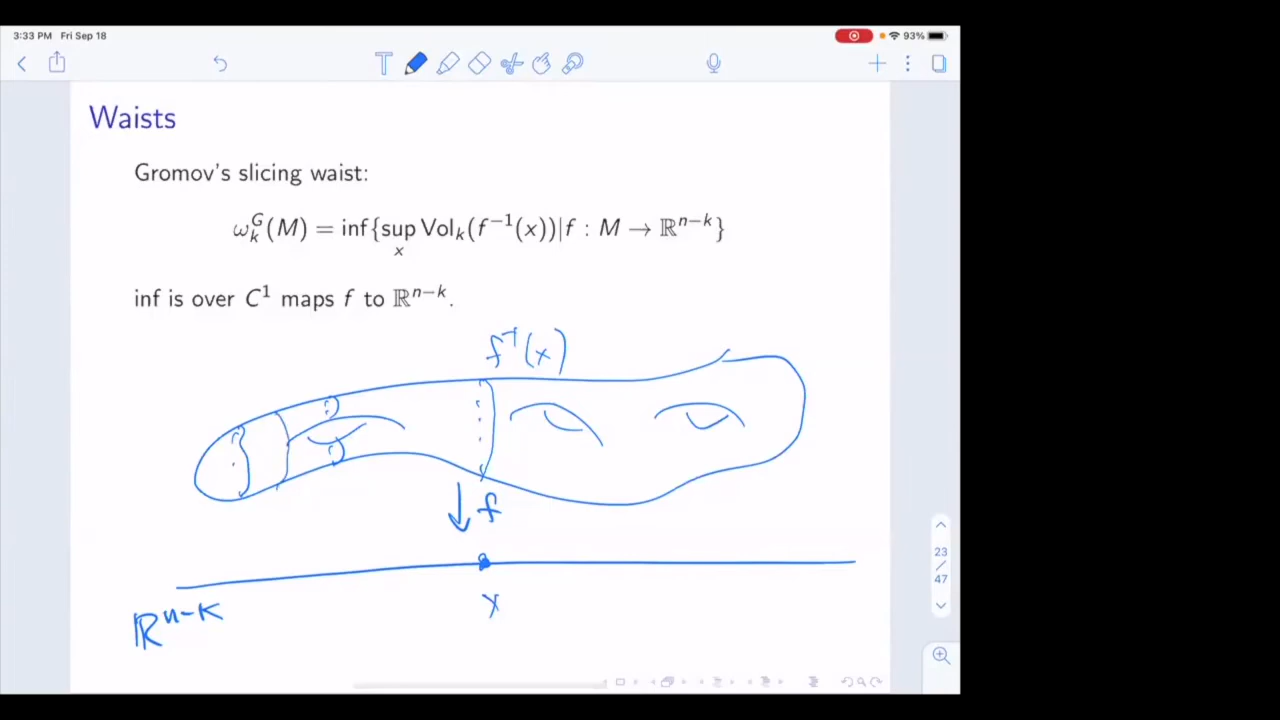 3:33 PM Fri Sep 18
93%
Waists
Gromov's slicing waist:
ω_k^G(M) = inf{sup_x Vol_k(f^{-1}(x))|f : M → ℝ^{n−k}}
inf is over C^1 maps f to ℝ^{n−k}.
f^{-1}(x)
f
x
ℝ^{n−k}
23
/
47